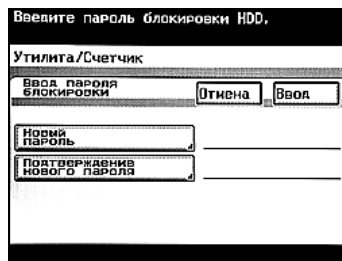 Введите пароль блокировки HDD.
Утилита/Счетчик
Ввод пароля
блокировки
Отмена
Ввод
Новый
пароль
Подтверждение
нового пароля